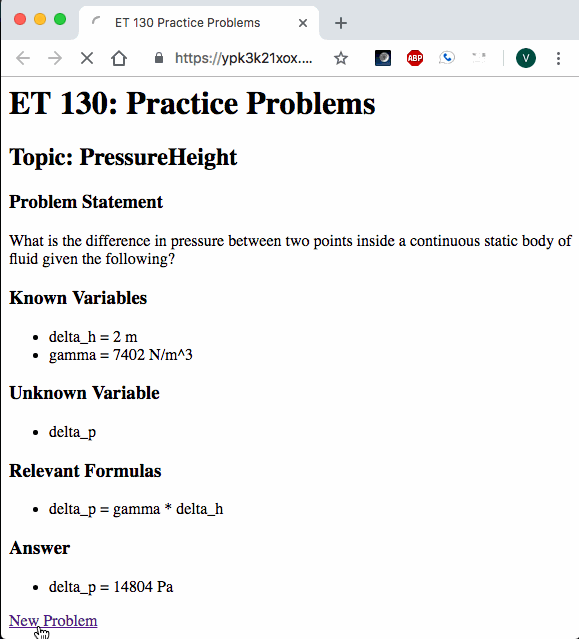 ET 130 Practice Problems
https://ypk3k21xox....
ABP
V
ET 130: Practice Problems
Topic: PressureHeight
Problem Statement
What is the difference in pressure between two points inside a continuous static body of
fluid given the following?
Known Variables
delta_h = 2 m
gamma = 7402 N/m^3
Unknown Variable
delta_p
Relevant Formulas
delta_p = gamma * delta_h
Answer
delta_p = 14804 Pa
New Problem